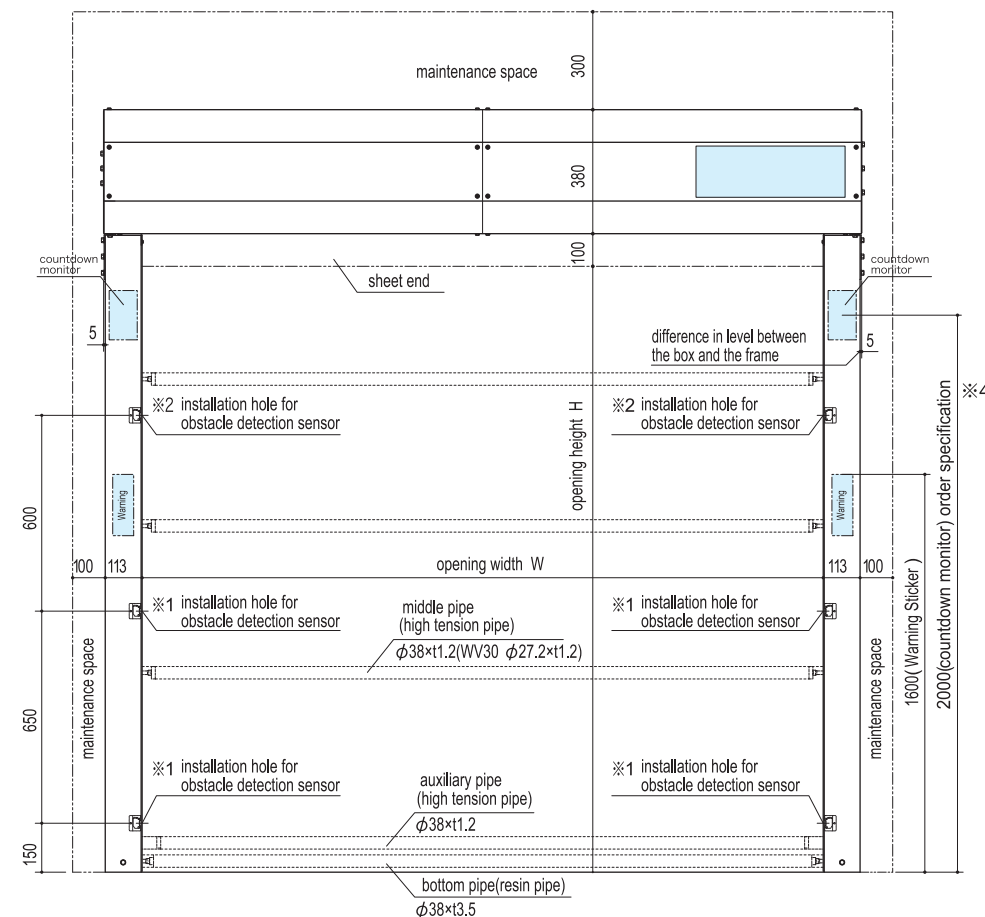 maintenance space
300
380
100
countdown
monitor
countdown
monitor
sheet end
5
difference in level between
the box and the frame
5
※2 installation hole for
obstacle detection sensor
※2 installation hole for
obstacle detection sensor
opening height H
※4
600
Warning
Warning
100
113
opening width W
113
100
※1 installation hole for
obstacle detection sensor
middle pipe
(high tension pipe)
φ38×t1.2(WV30 φ27.2×t1.2)
※1 installation hole for
obstacle detection sensor
maintenance space
maintenance space
1600( Warning Sticker )
2000(countdown monitor) order specification
650
※1 installation hole for
obstacle detection sensor
auxiliary pipe
(high tension pipe)
φ38×t1.2
※1 installation hole for
obstacle detection sensor
150
bottom pipe(resin pipe)
φ38×t3.5